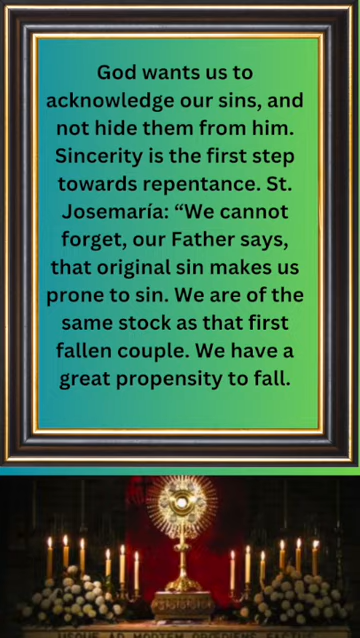 God wants us to
acknowledge our sins, and
not hide them from him.
Sincerity is the first step
towards repentance. St.
Josemaría: “We cannot
forget, our Father says,
that original sin makes us
prone to sin. We are of the
same stock as that first
fallen couple. We have a
great propensity to fall.